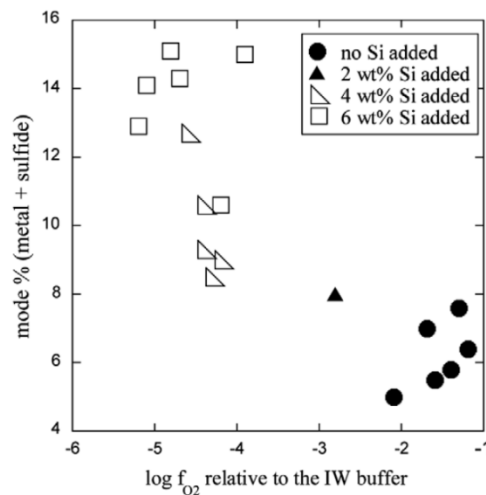 16
14
12
10
8
6
4
mode % (metal + sulfide)
no Si added
2 wt% Si added
4 wt% Si added
6 wt% Si added
-6 -5 -4 -3 -2 -1
log f O2 relative to the IW buffer